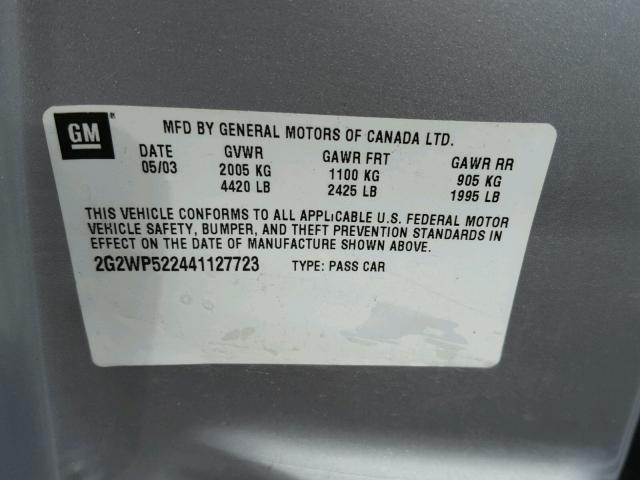 GM ®
MFD BY GENERAL MOTORS OF CANADA LTD.
DATE GVWR GAWR FRT GAWR RR
05/03 2005 KG 1100 KG 905 KG
4420 LB 2425 LB 1995 LB
THIS VEHICLE CONFORMS TO ALL APPLICABLE U.S. FEDERAL MOTOR
VEHICLE SAFETY, BUMPER, AND THEFT PREVENTION STANDARDS IN
EFFECT ON THE DATE OF MANUFACTURE SHOWN ABOVE.
2G2WP522441127723 TYPE: PASS CAR